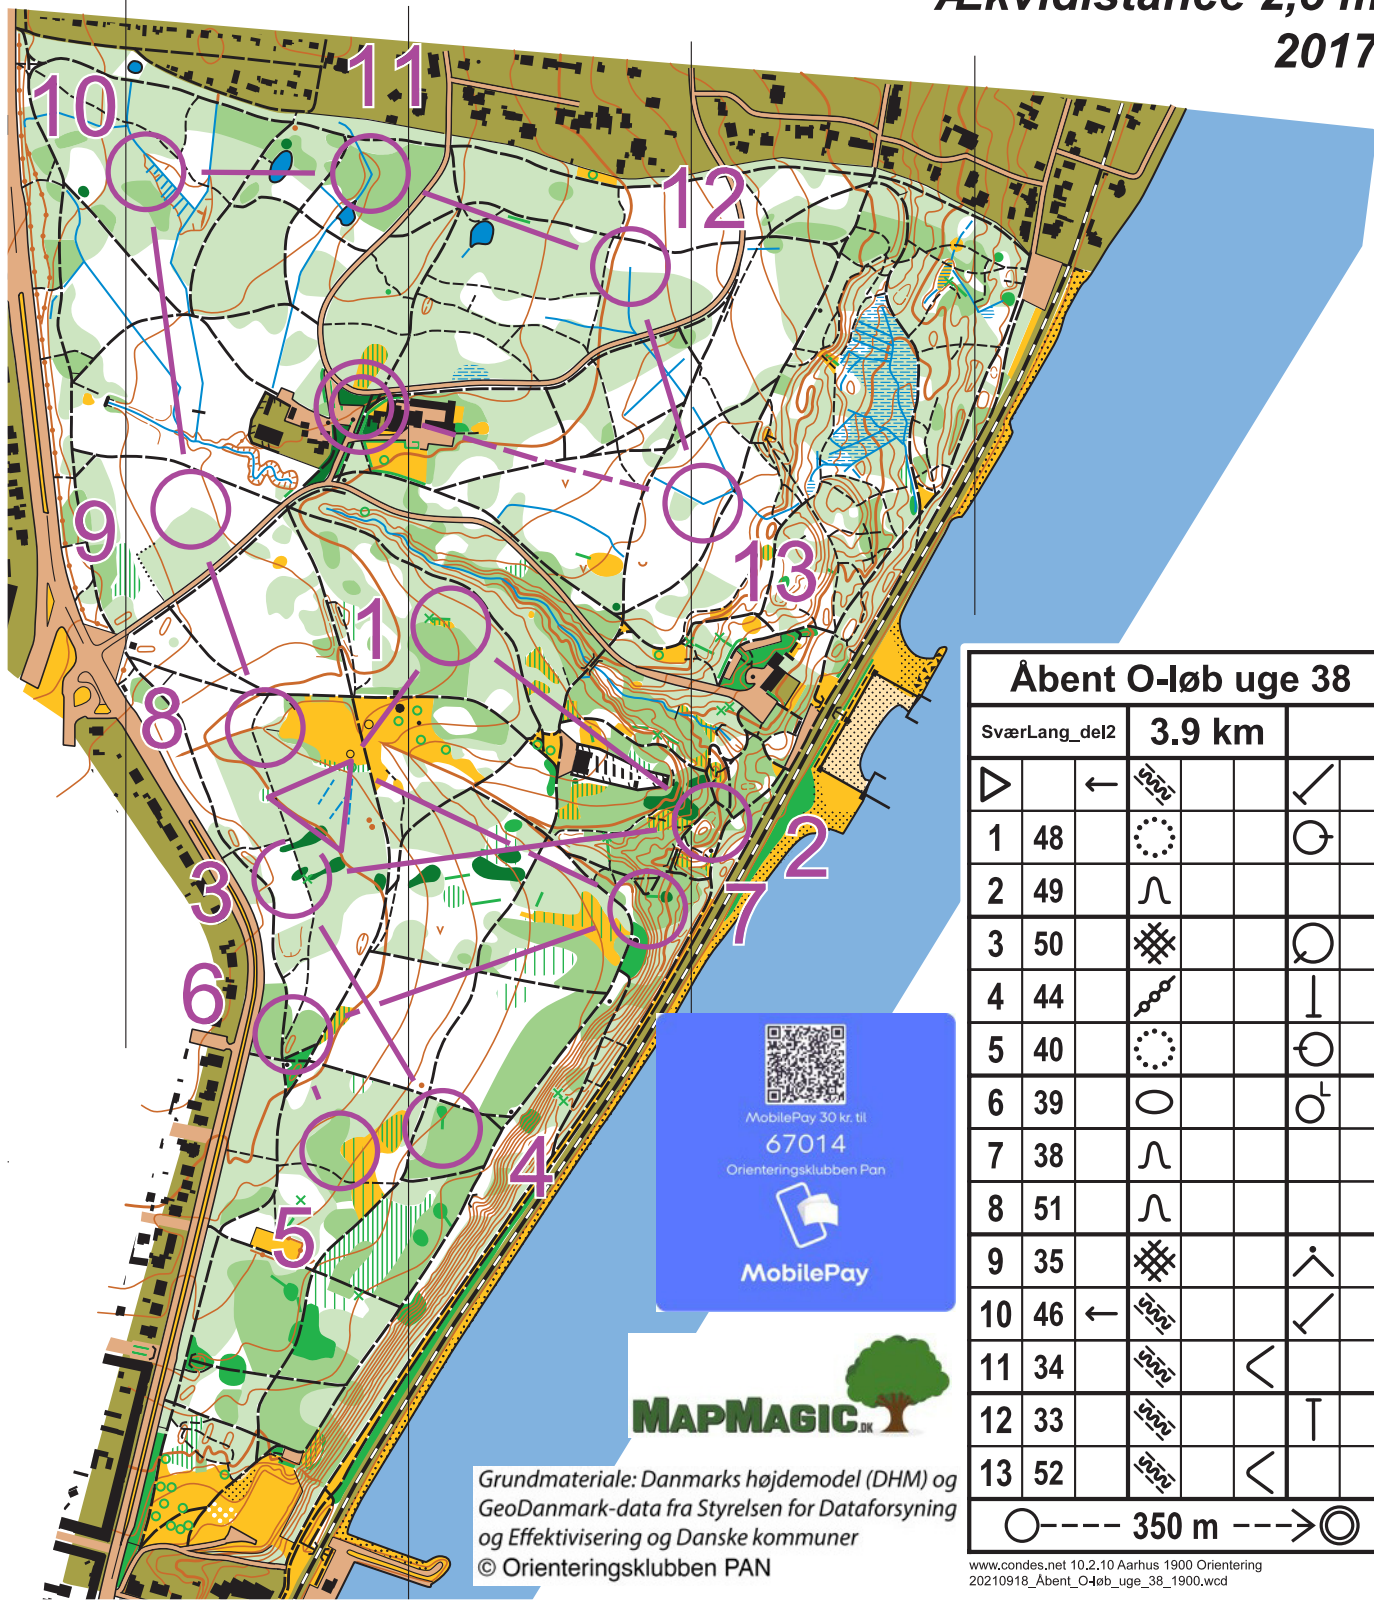 Ækvidistance 2,5 m
2017
10
11
12
9
13
1
8
2
3
7
6
4
5
Åbent O-løb uge 38
SværLang_del2 3.9 km
1 48
2 49
3 50
4 44
5 40
6 39
7 38
8 51
9 35
10 46
11 34
12 33
13 52
350 m
www.condes.net 10.2.10 Aarhus 1900 Orientering
20210918_Åbent_O-løb_uge_38_1900.wcd
MobilePay 30 kr. til
67014
Orienteringsklubben Pan
MobilePay
MAPMAGIC.DK
Grundmateriale: Danmarks højdemodel (DHM) og
GeoDanmark-data fra Styrelsen for Dataforsyning
og Effektivisering og Danske kommuner
© Orienteringsklubben PAN